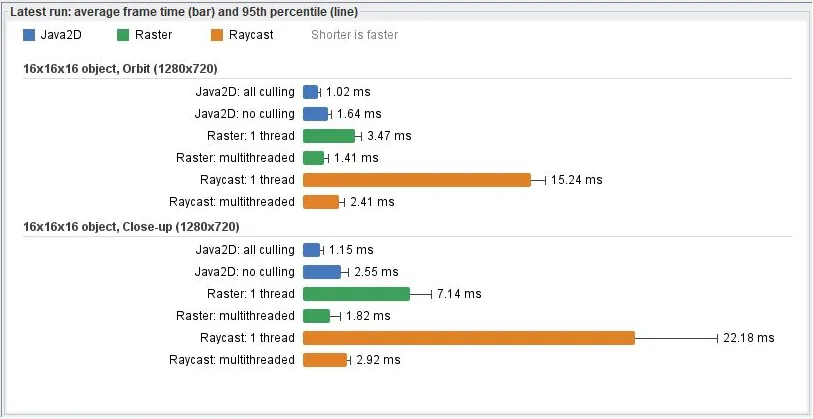 Latest run: average frame time (bar) and 95th percentile (line)
Java2D Raster Raycast Shorter is faster
16x16x16 object, Orbit (1280x720)
Java2D: all culling 1.02 ms
Java2D: no culling 1.64 ms
Raster: 1 thread 3.47 ms
Raster: multithreaded 1.41 ms
Raycast: 1 thread 15.24 ms
Raycast: multithreaded 2.41 ms
16x16x16 object, Close-up (1280x720)
Java2D: all culling 1.15 ms
Java2D: no culling 2.55 ms
Raster: 1 thread 7.14 ms
Raster: multithreaded 1.82 ms
Raycast: 1 thread 22.18 ms
Raycast: multithreaded 2.92 ms